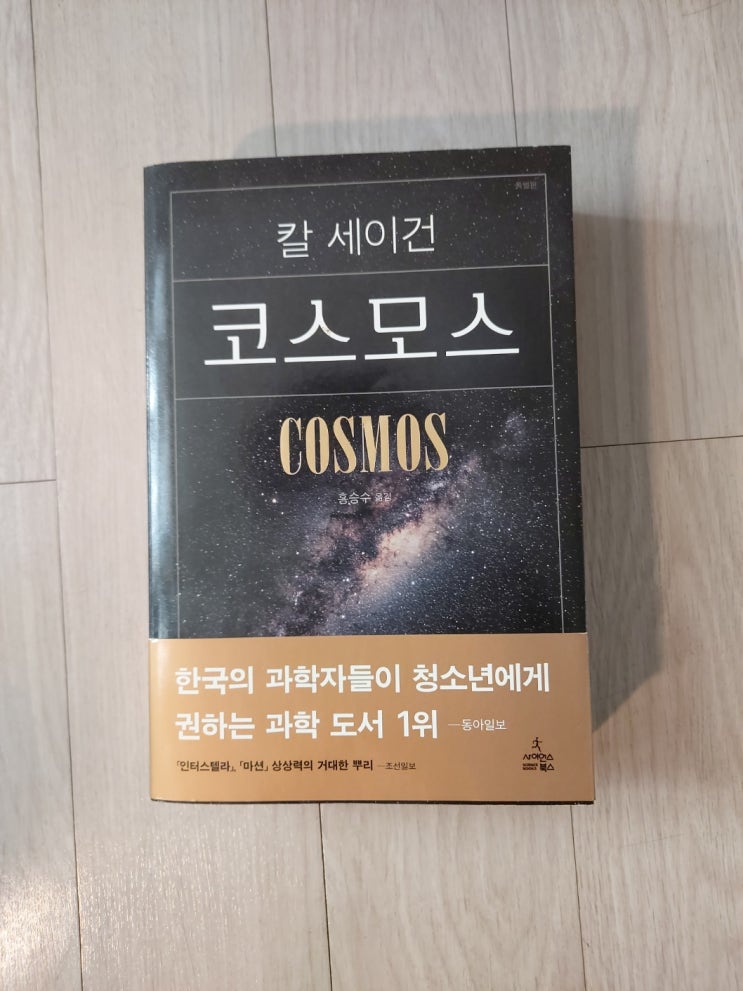 특별판
칼 세이건
코스모스
COSMOS
홍승수 옮김
한국의 과학자들이 청소년에게
권하는 과학 도서 1위 —동아일보
「인터스텔라」, 「마션」 상상력의 거대한 뿌리 —조선일보
사이언스
SCIENCE
BOOKS
북스